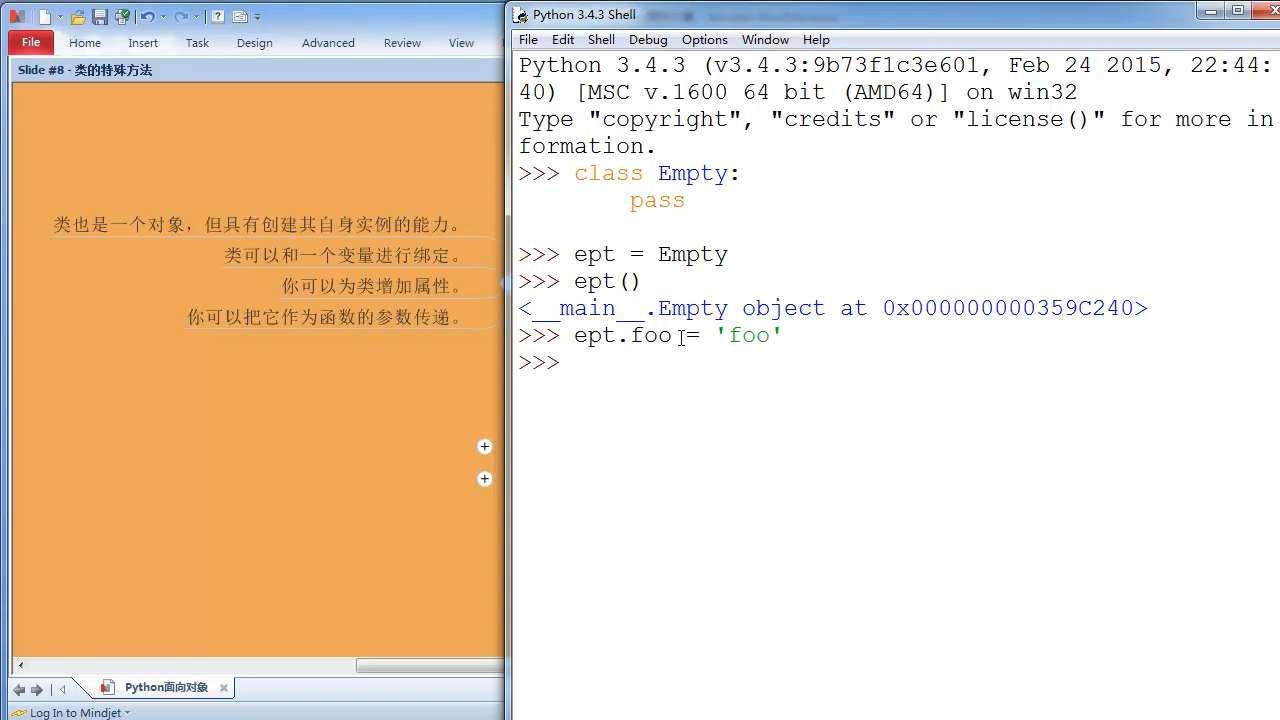 File Home Insert Task Design Advanced Review View
Slide #8 - 类的特殊方法
类也是一个对象，但具有创建其自身实例的能力。
类可以和一个变量进行绑定。
你可以为类增加属性。
你可以把它作为函数的参数传递。
Python面向对象
Log In to Mindjet
Python 3.4.3 Shell
File Edit Shell Debug Options Window Help
Python 3.4.3 (v3.4.3:9b73f1c3e601, Feb 24 2015, 22:44:
40) [MSC v.1600 64 bit (AMD64)] on win32
Type "copyright", "credits" or "license()" for more in
formation.
>>> class Empty:
pass
>>> ept = Empty
>>> ept()
<__main__.Empty object at 0x000000000359C240>
>>> ept.foo = 'foo'
>>>